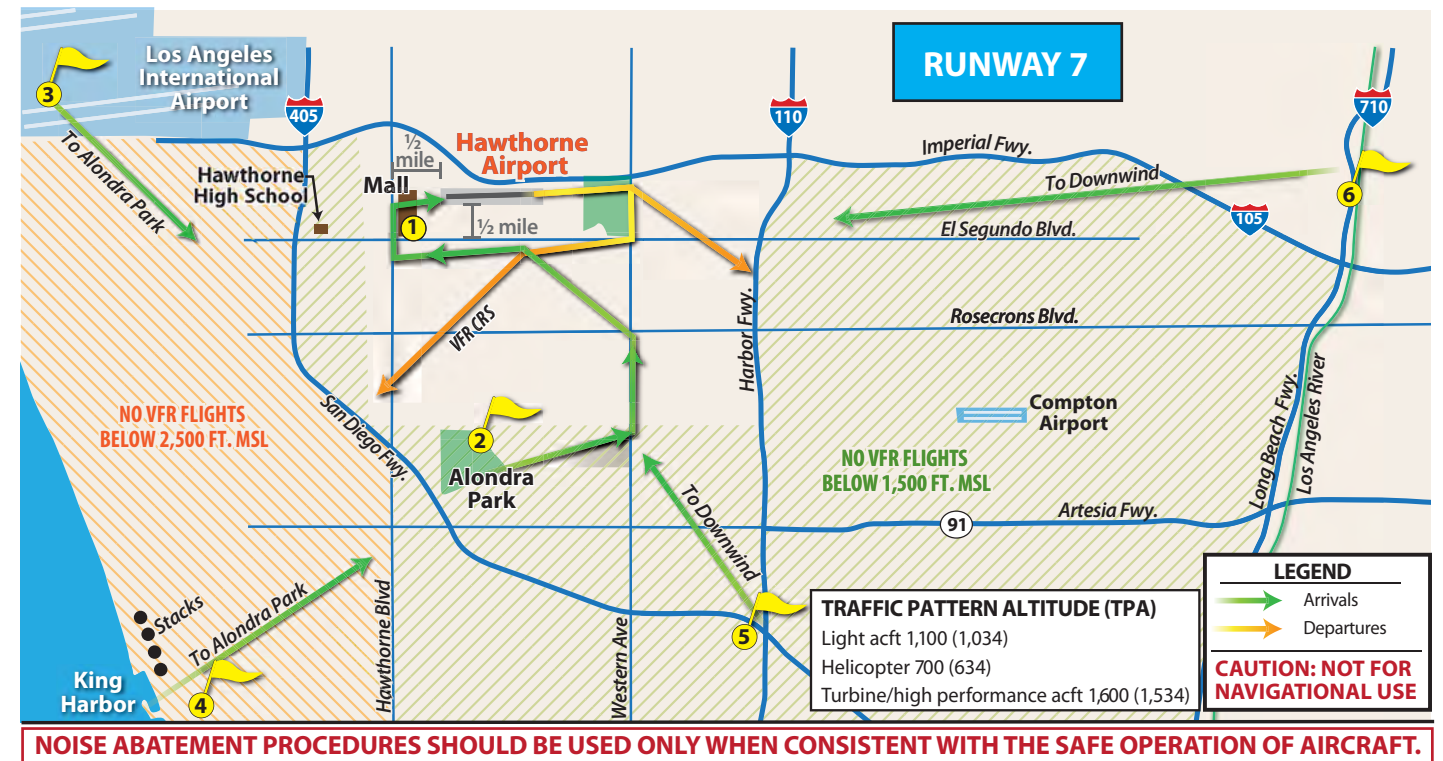 RUNWAY 7
Los Angeles
International
Airport
3
To Alondra Park
405
½
mile
Hawthorne
Airport
110
710
Imperial Fwy.
To Downwind
6
105
El Segundo Blvd.
Hawthorne
High School
Mall
1
½ mile
VFR CRS
Harbor Fwy.
Rosecrons Blvd.
NO VFR FLIGHTS
BELOW 2,500 FT. MSL
San Diego Fwy.
2
Alondra
Park
Compton
Airport
NO VFR FLIGHTS
BELOW 1,500 FT. MSL
Long Beach Fwy.
Los Angeles River
To Downwind
91
Artesia Fwy.
Stacks
To Alondra Park
King
Harbor
4
Hawthorne Blvd
Western Ave
5
TRAFFIC PATTERN ALTITUDE (TPA)
Light acft 1,100 (1,034)
Helicopter 700 (634)
Turbine/high performance acft 1,600 (1,534)
LEGEND
Arrivals
Departures
CAUTION: NOT FOR
NAVIGATIONAL USE
NOISE ABATEMENT PROCEDURES SHOULD BE USED ONLY WHEN CONSISTENT WITH THE SAFE OPERATION OF AIRCRAFT.